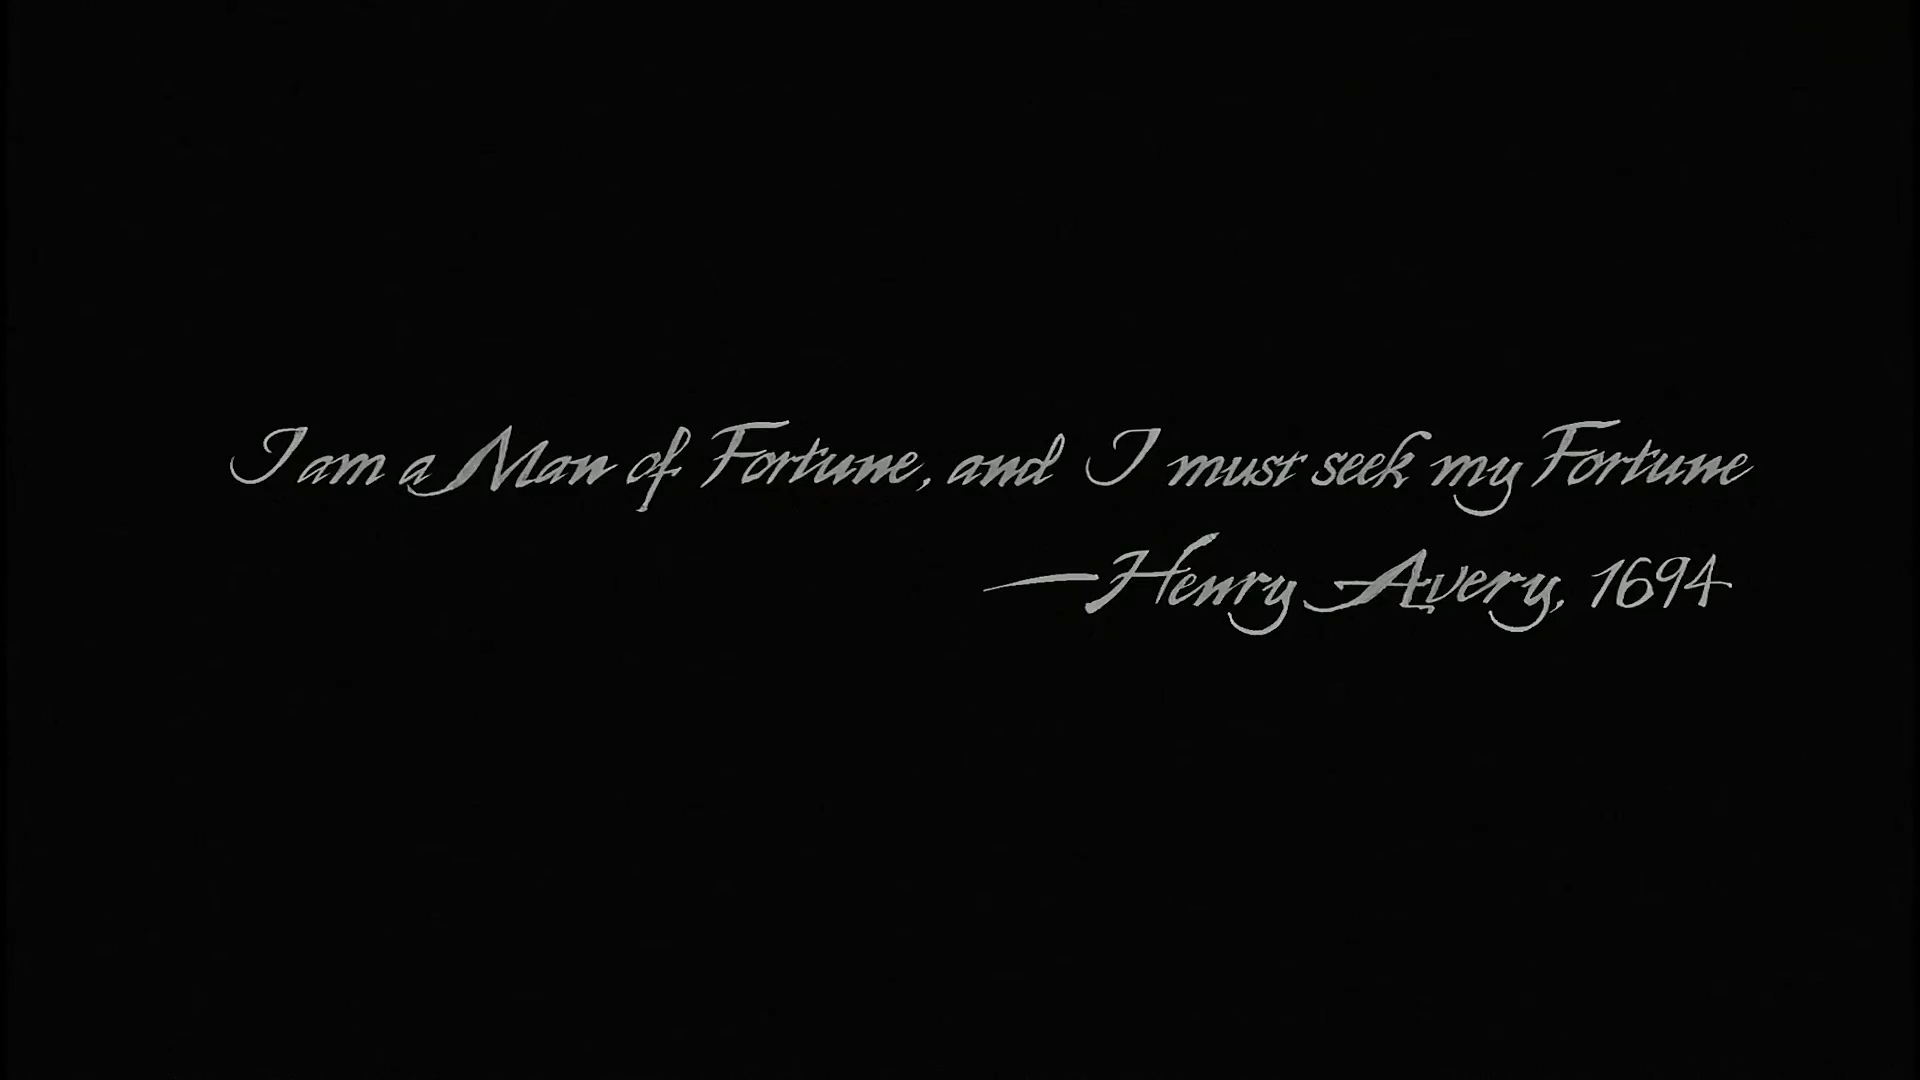 I am a Man of Fortune, and I must seek my Fortune
—Henry Avery, 1694